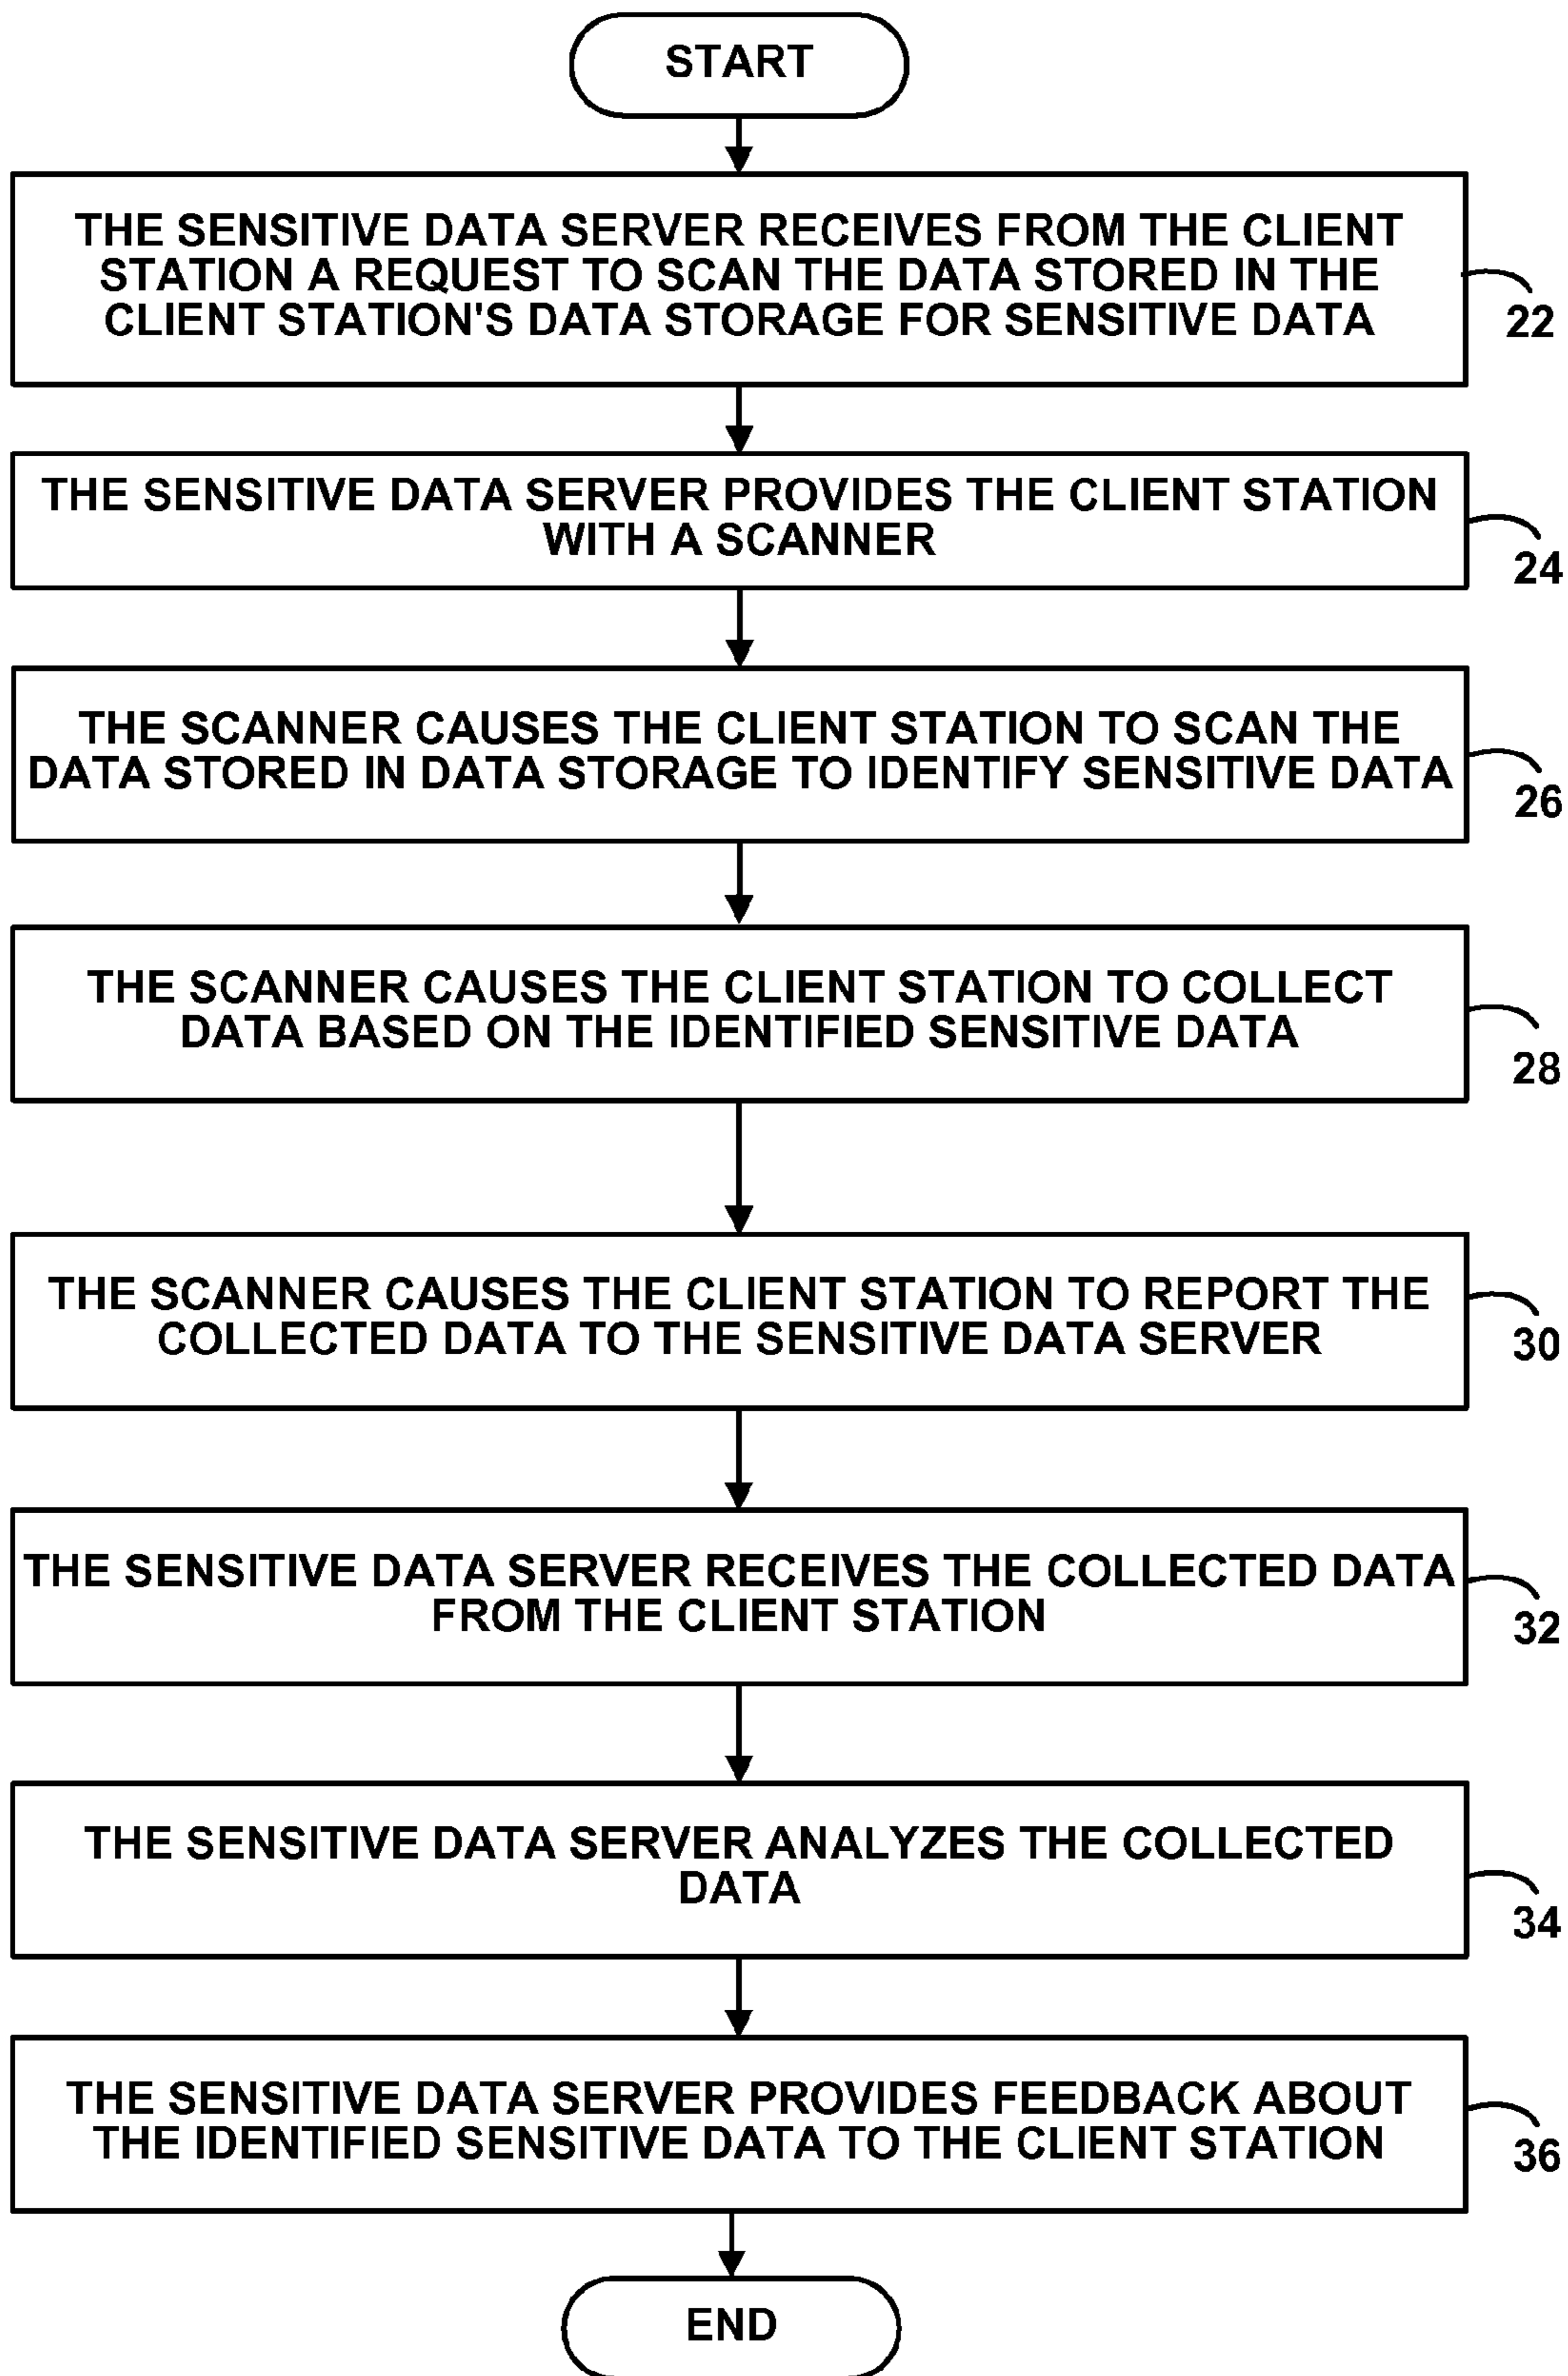 START
THE SENSITIVE DATA SERVER RECEIVES FROM THE CLIENT
STATION A REQUEST TO SCAN THE DATA STORED IN THE
CLIENT STATION'S DATA STORAGE FOR SENSITIVE DATA
22
THE SENSITIVE DATA SERVER PROVIDES THE CLIENT STATION
WITH A SCANNER
24
THE SCANNER CAUSES THE CLIENT STATION TO SCAN THE
DATA STORED IN DATA STORAGE TO IDENTIFY SENSITIVE DATA
26
THE SCANNER CAUSES THE CLIENT STATION TO COLLECT
DATA BASED ON THE IDENTIFIED SENSITIVE DATA
28
THE SCANNER CAUSES THE CLIENT STATION TO REPORT THE
COLLECTED DATA TO THE SENSITIVE DATA SERVER
30
THE SENSITIVE DATA SERVER RECEIVES THE COLLECTED DATA
FROM THE CLIENT STATION
32
THE SENSITIVE DATA SERVER ANALYZES THE COLLECTED
DATA
34
THE SENSITIVE DATA SERVER PROVIDES FEEDBACK ABOUT
THE IDENTIFIED SENSITIVE DATA TO THE CLIENT STATION
36
END